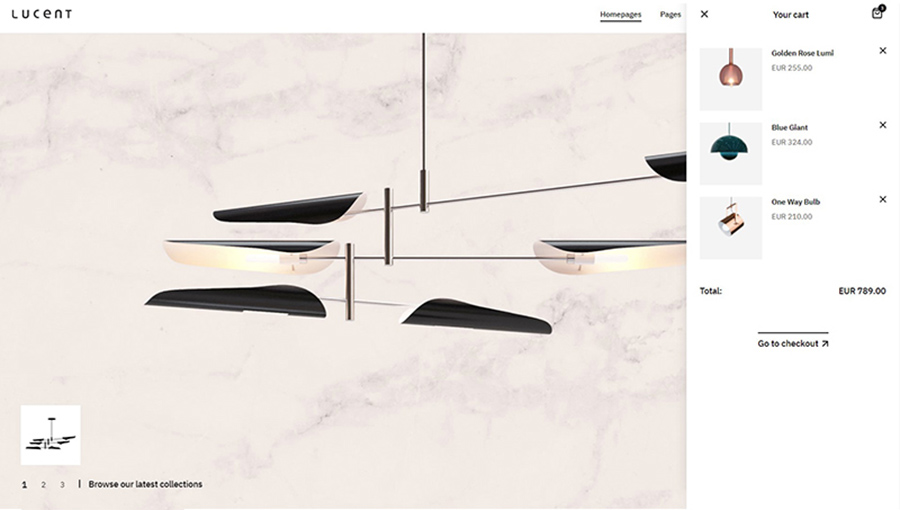 LUCENT
Homepages
Pages
Your cart
Golden Rose Lumi
EUR 255.00
Blue Giant
EUR 324.00
One Way Bulb
EUR 210.00
Total: EUR 789.00
Go to checkout
1 2 3 | Browse our latest collections